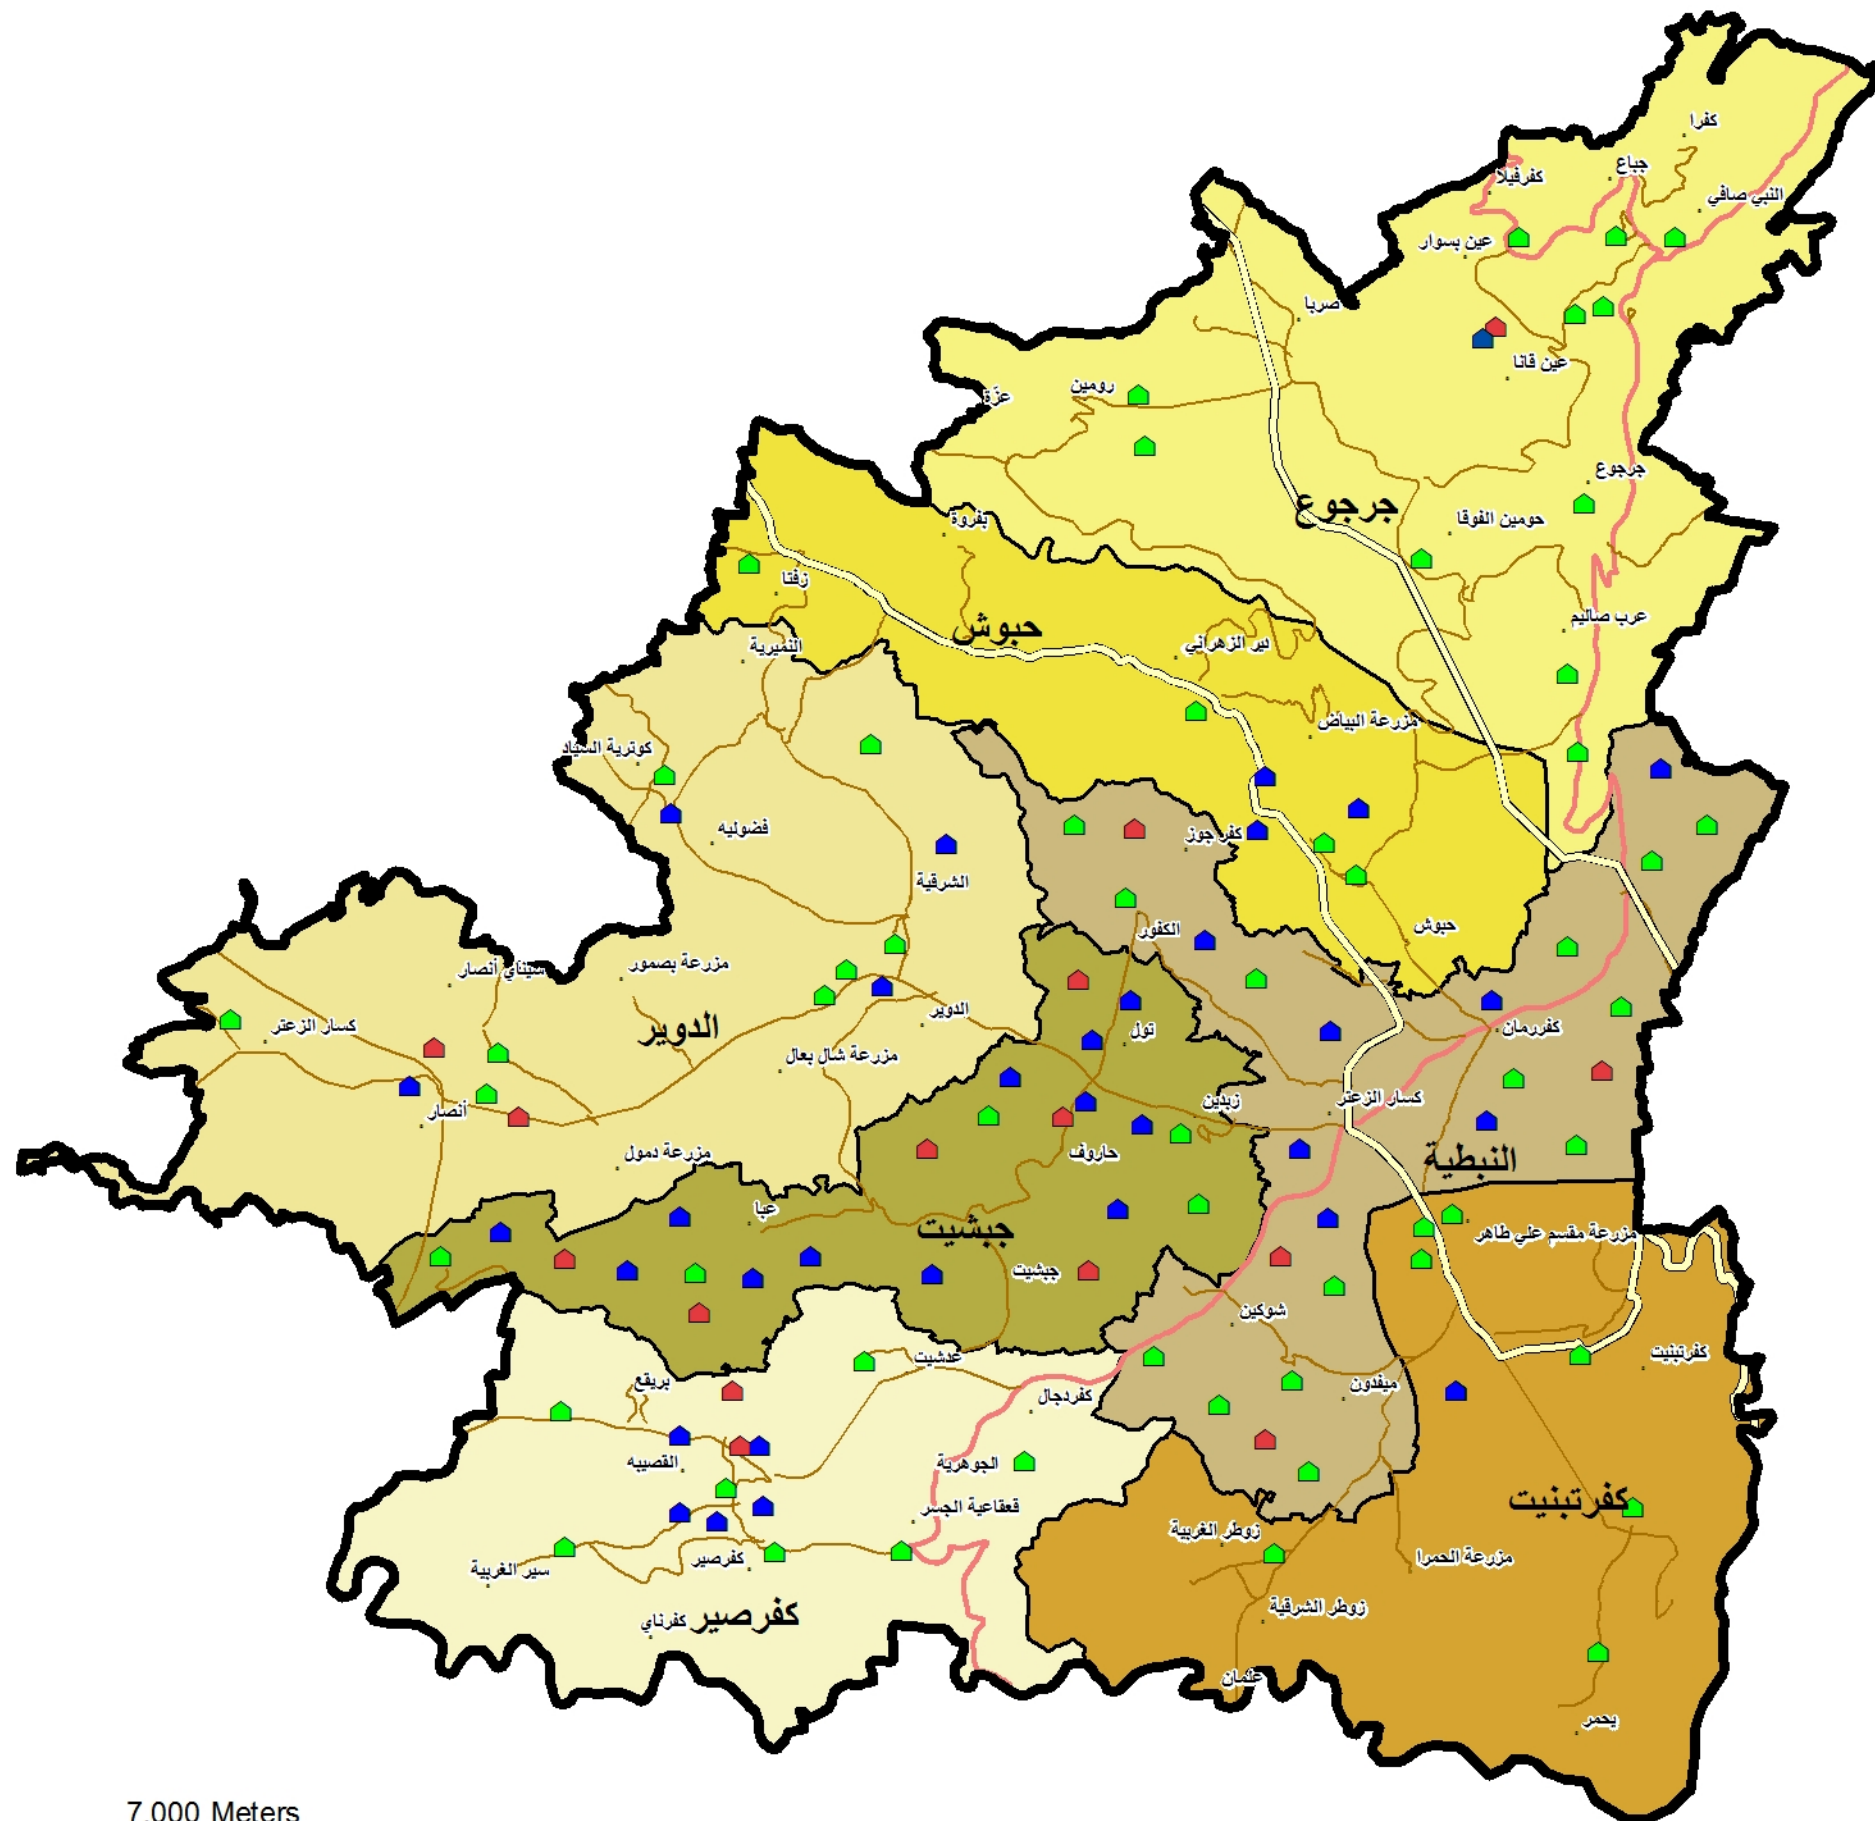 كفرا
جباع
كفرفيلا
النبي صافي
عين بسوار
صربا
عين قانا
رومين
عزّة
جرجوع
جرجوع
حومين الفوقا
بفروة
زفتا
عرب صاليم
حبوش
دير الزهراني
النميرية
مزرعة البياض
كوثرية السياد
فضوليه
كفرجوز
الشرقية
حبوش
الكفور
مزرعة بصمور
سيناي أنصار
الدوير
الدوير
كسار الزعتر
كفررمان
تول
مزرعة شال بعال
أنصار
زبدين
كسار الزعتر
مزرعة دمول
حاروف
النبطية
عبا
جبشيت
مزرعة مقسم علي طاهر
جبشيت
شوكين
كفرتبنيت
عدشيت
بريقع
كفردجال
ميفدون
القصيبه
الجوهرية
كفرتبنيت
قعقاعية الجسر
زوطر الغربية
مزرعة الحمرا
كفرصير
سير الغربية
زوطر الشرقية
كفرصير
كفرناي
علمان
يحمر
7,000 Meters